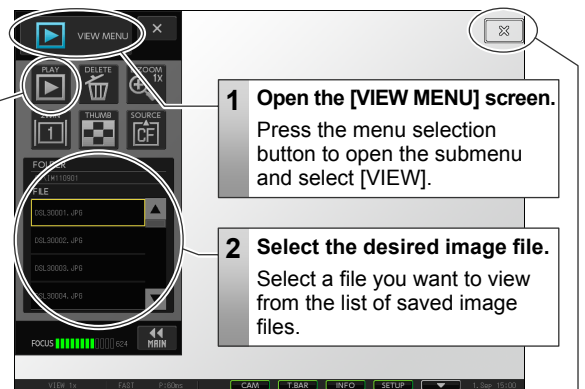 VIEW MENU
PLAY
DELETE
ZOOM
1X
1
THUMB
SOURCE
CF
FOLDER
FILE
DSL30001.JPG
DSL30002.JPG
DSL30003.JPG
DSL30004.JPG
FOCUS
624
MAIN
1 Open the [VIEW MENU] screen.
Press the menu selection
button to open the submenu
and select [VIEW].
2 Select the desired image file.
Select a file you want to view
from the list of saved image
files.
VIEW 1x FAST P:60ms CAM T.BAR INFO SETUP 1.Sep 15:00